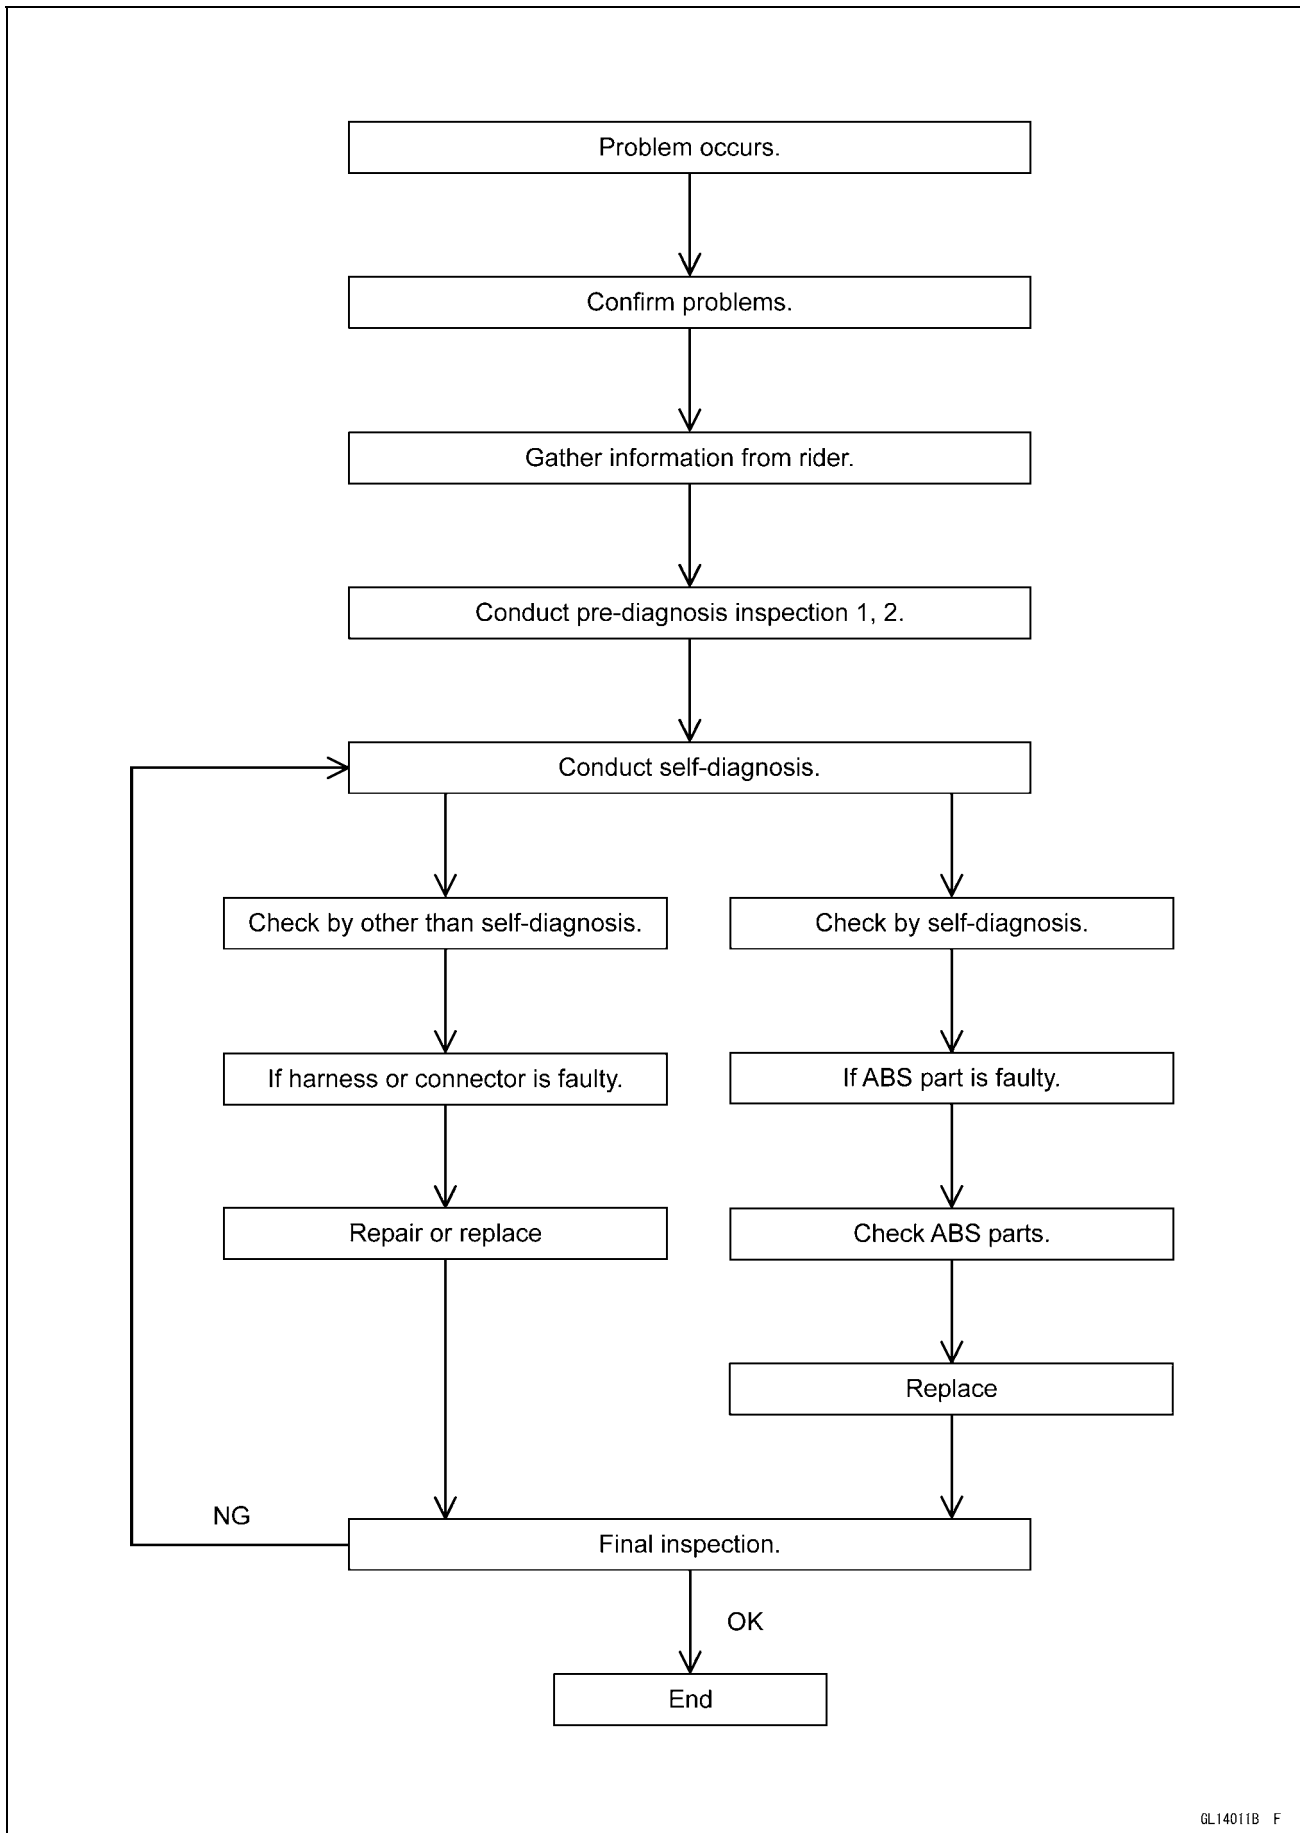 Problem occurs.
Confirm problems.
Gather information from rider.
Conduct pre-diagnosis inspection 1, 2.
Conduct self-diagnosis.
Check by other than self-diagnosis.
Check by self-diagnosis.
If harness or connector is faulty.
If ABS part is faulty.
Repair or replace
Check ABS parts.
Replace
NG
Final inspection.
OK
End
GL14011B F